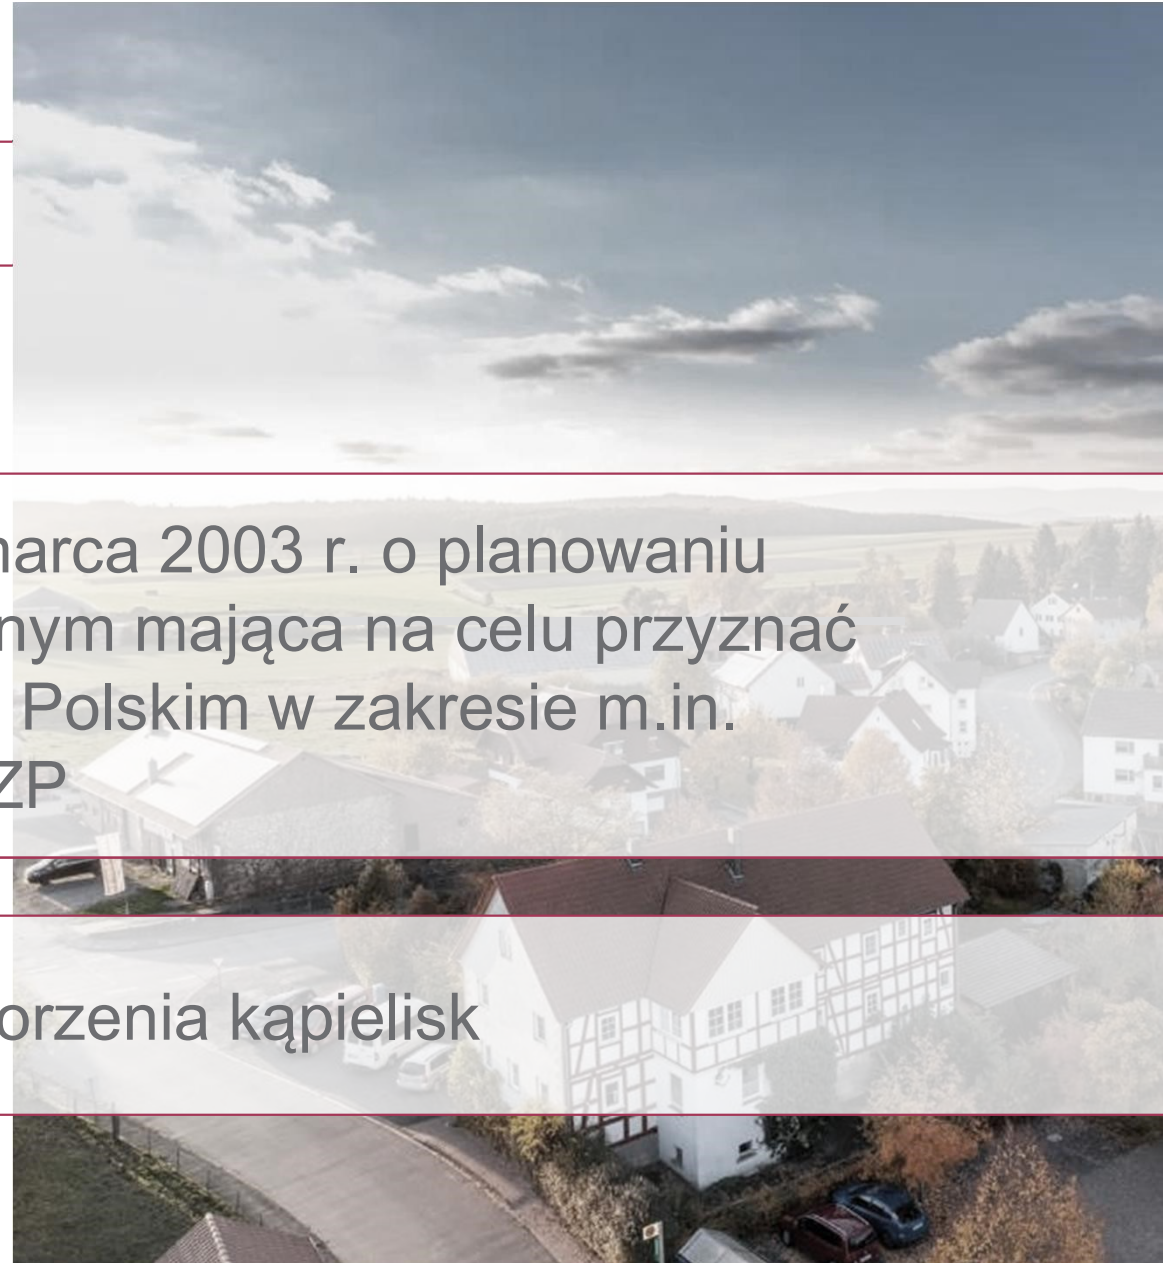 marca 2003 r. o planowaniu
nym mająca na celu przyznać
Polskim w zakresie m.in.
ZP
orzenia kąpielisk